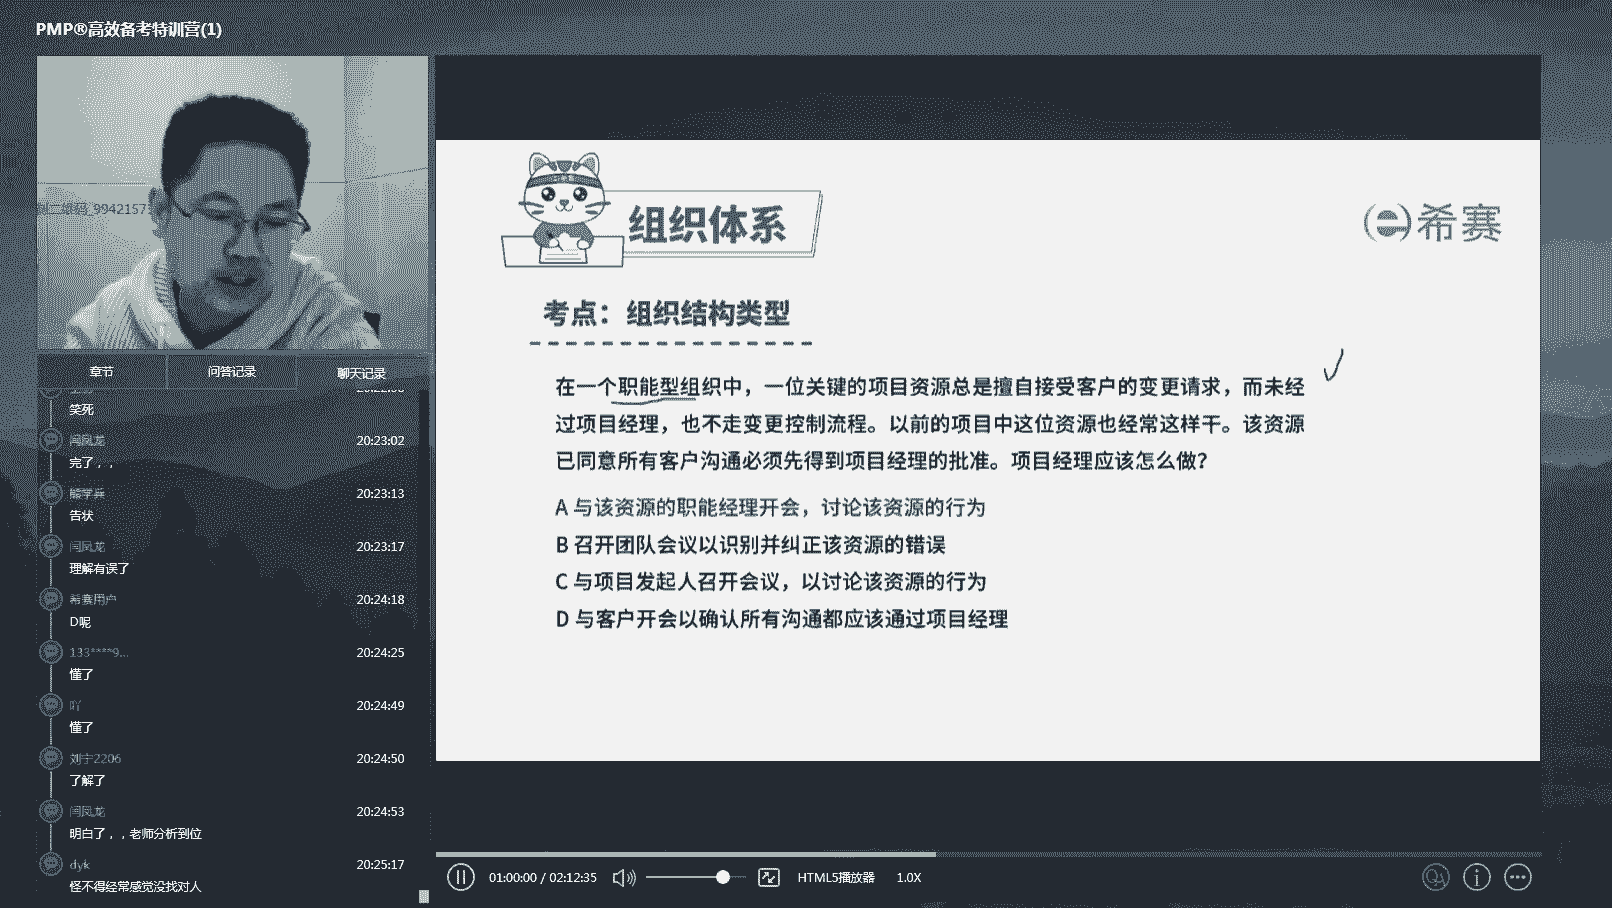 PMP®高效备考特训营(1)
9942157
章节
问答记录
聊天记录
笑死
闫凤龙
20:23:02
完了，，
熊学兵
20:23:13
告状
闫凤龙
20:23:17
理解有误了
希赛用户
20:24:18
D呢
133****9...
20:24:25
懂了
吖
20:24:49
懂了
刘宁2206
20:24:50
了解了
闫凤龙
20:24:53
明白了，，老师分析到位
dyk
20:25:17
怪不得经常感觉没找对人
组织体系
希赛
考点：组织结构类型
在一个职能型组织中，一位关键的项目资源总是擅自接受客户的变更请求，而未经
过项目经理，也不走变更控制流程。以前的项目中这位资源也经常这样干。该资源
已同意所有客户沟通必须先得到项目经理的批准。项目经理应该怎么做？
A 与该资源的职能经理开会，讨论该资源的行为
B 召开团队会议以识别并纠正该资源的错误
C 与项目发起人召开会议，以讨论该资源的行为
D 与客户开会以确认所有沟通都应该通过项目经理
01:00:00 / 02:12:35
HTML5播放器
1.0X